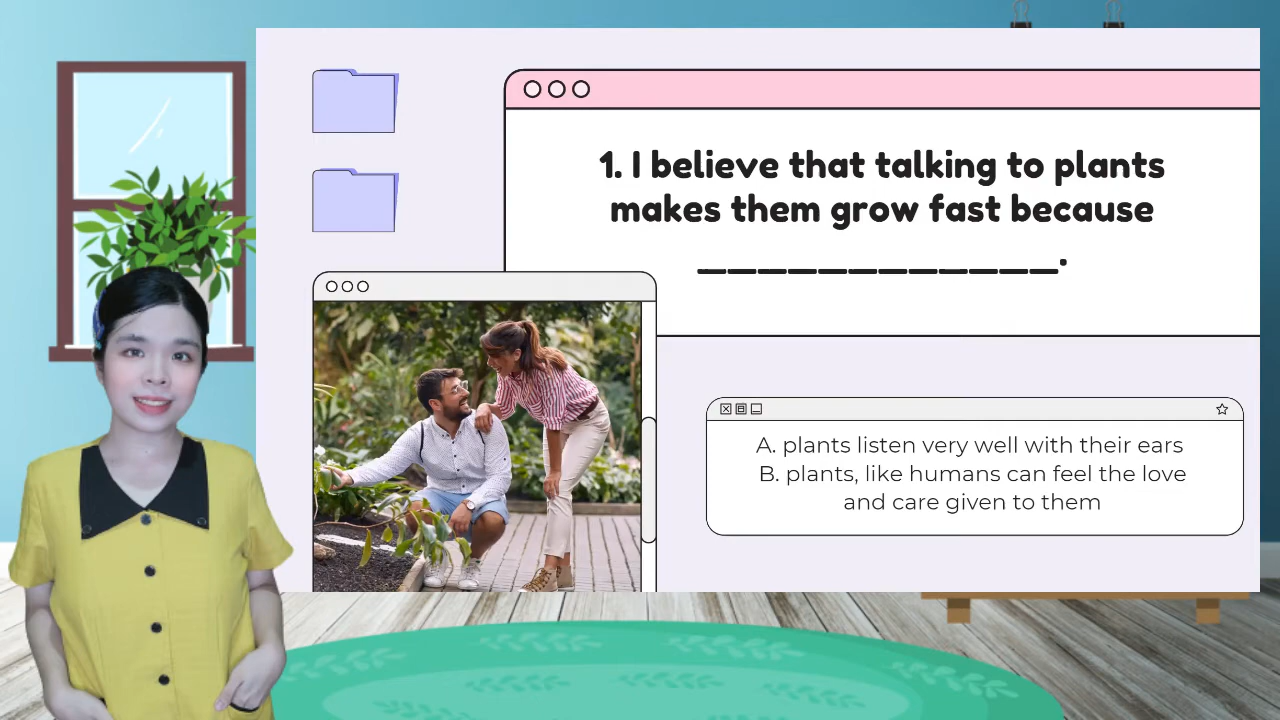 1. I believe that talking to plants
makes them grow fast because
____________.
A. plants listen very well with their ears
B. plants, like humans can feel the love
and care given to them